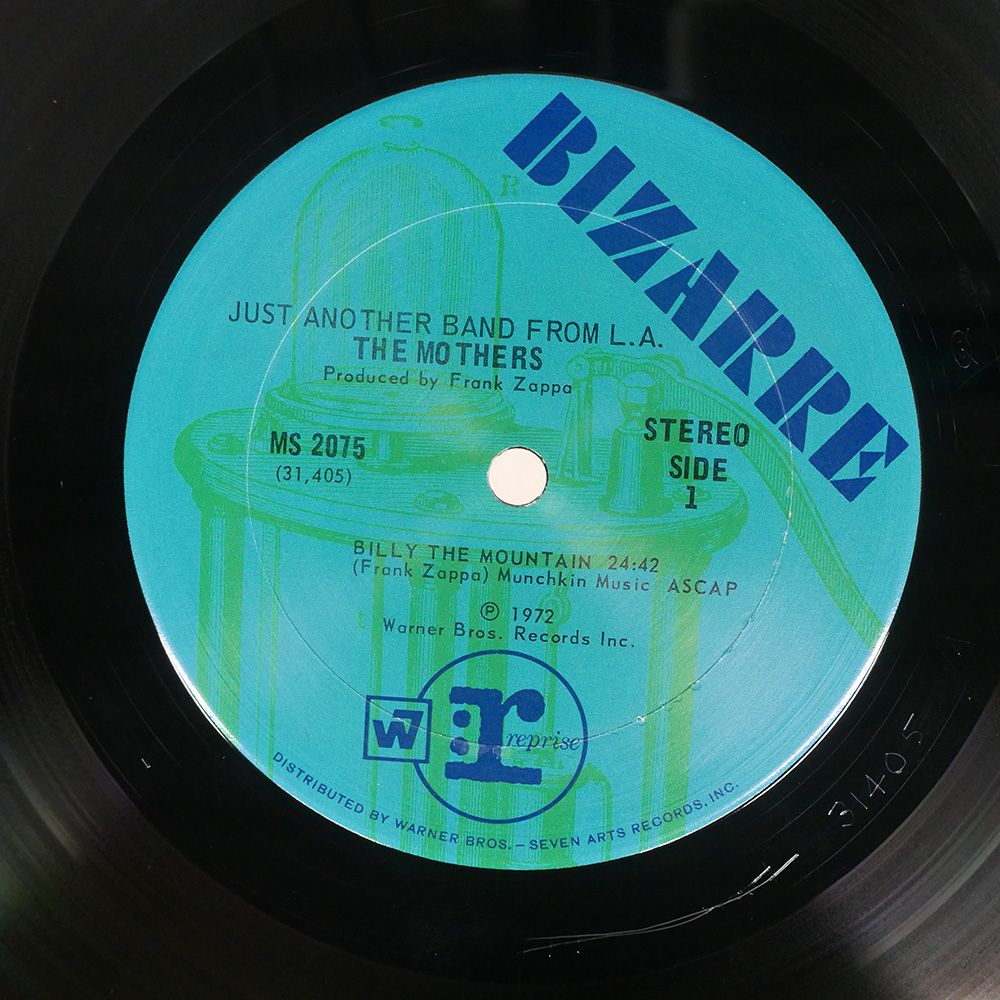 BIZARRE
R
JUST ANOTHER BAND FROM L.A.
THE MOTHERS
Produced by Frank Zappa
MS 2075
(31,405)
STEREO
SIDE
1
BILLY THE MOUNTAIN 24:42
(Frank Zappa) Munchkin Music ASCAP
℗ 1972
Warner Bros. Records Inc.
W7
:r
reprise
DISTRIBUTED BY WARNER BROS. – SEVEN ARTS RECORDS, INC.
31405